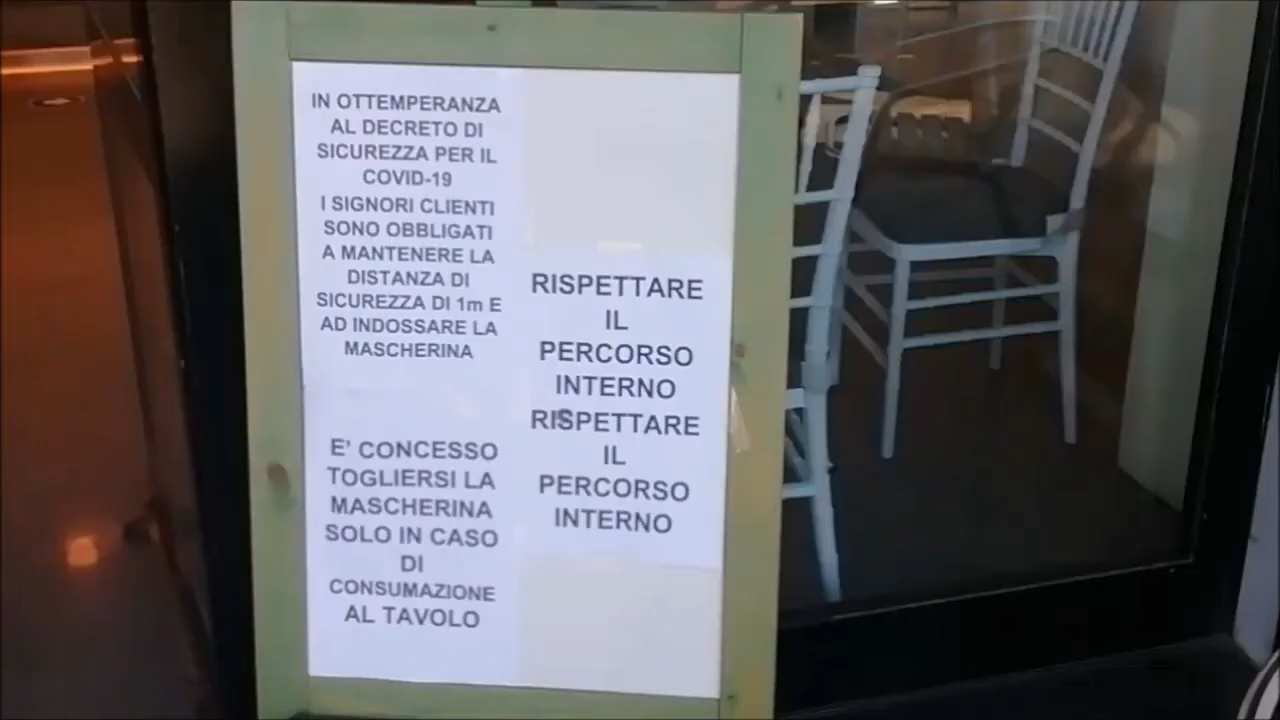 IN OTTEMPERANZA
AL DECRETO DI
SICUREZZA PER IL
COVID-19
I SIGNORI CLIENTI
SONO OBBLIGATI
A MANTENERE LA
DISTANZA DI
SICUREZZA DI 1m E
AD INDOSSARE LA
MASCHERINA
E' CONCESSO
TOGLIERSI LA
MASCHERINA
SOLO IN CASO
DI
CONSUMAZIONE
AL TAVOLO
RISPETTARE
IL
PERCORSO
INTERNO
RISPETTARE
IL
PERCORSO
INTERNO